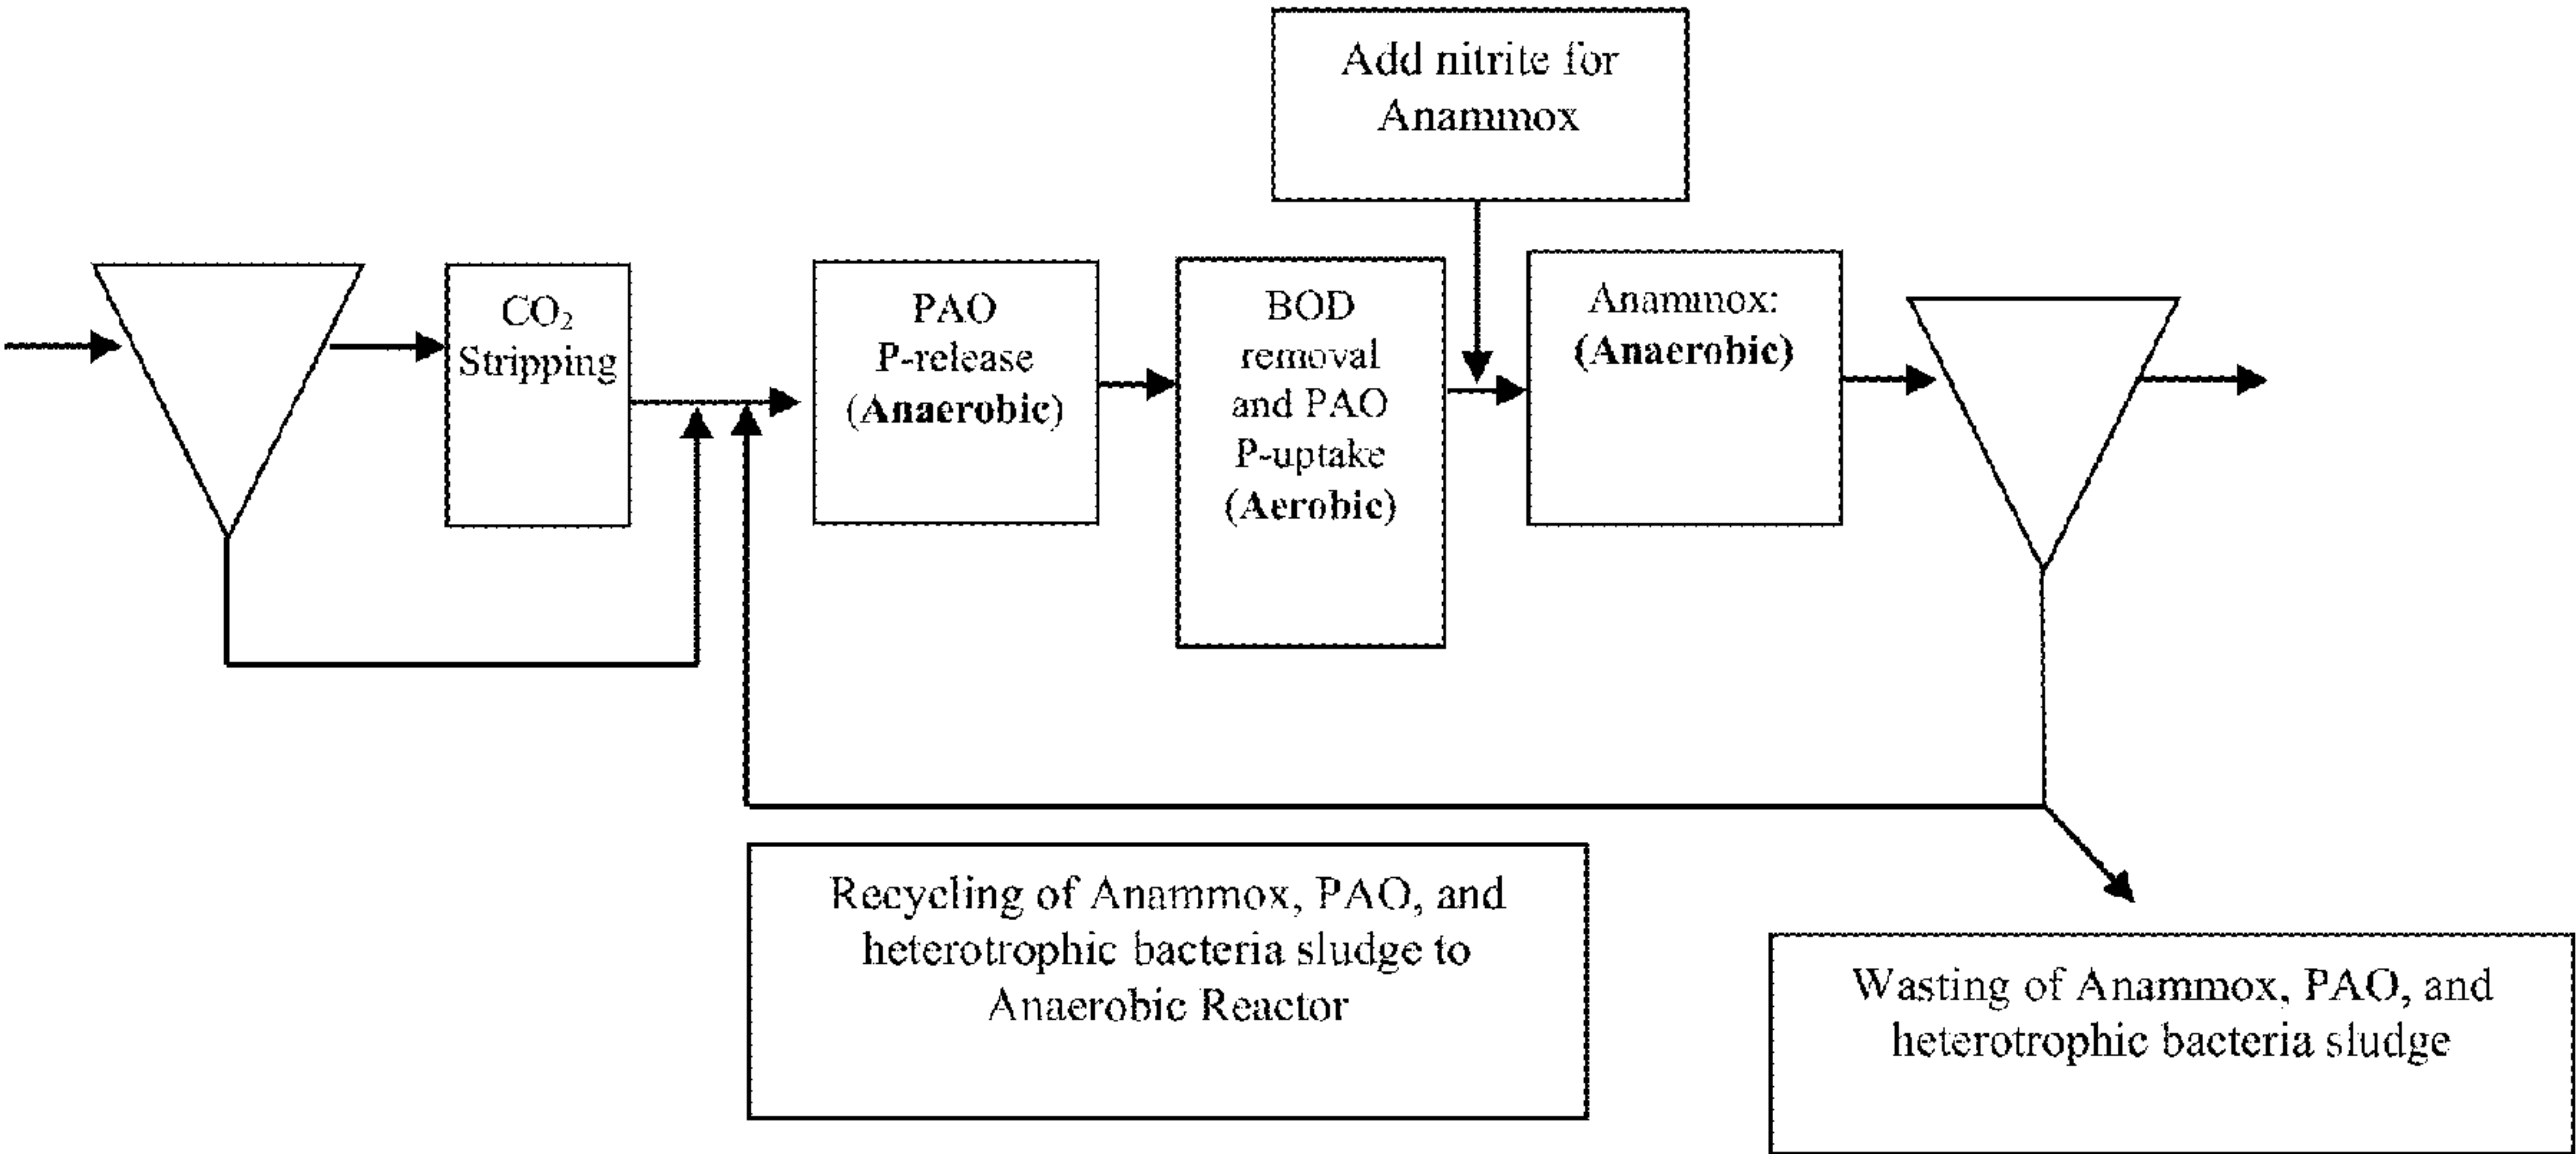 Add nitrite for
Anammox
CO₂
Stripping
PAO
P-release
(Anaerobic)
BOD
removal
and PAO
P-uptake
(Aerobic)
Anammox:
(Anaerobic)
Recycling of Anammox, PAO, and
heterotrophic bacteria sludge to
Anaerobic Reactor
Wasting of Anammox, PAO, and
heterotrophic bacteria sludge